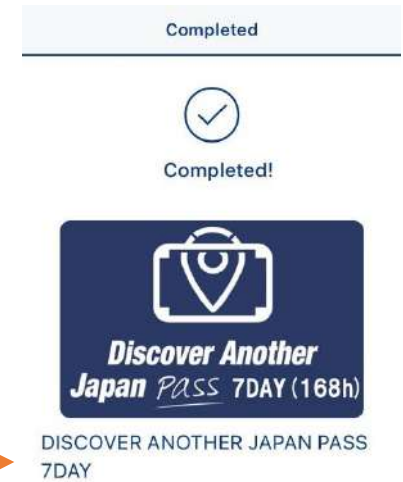 Completed
Completed!
Discover Another
Japan Pass 7DAY (168h)
DISCOVER ANOTHER JAPAN PASS
7DAY